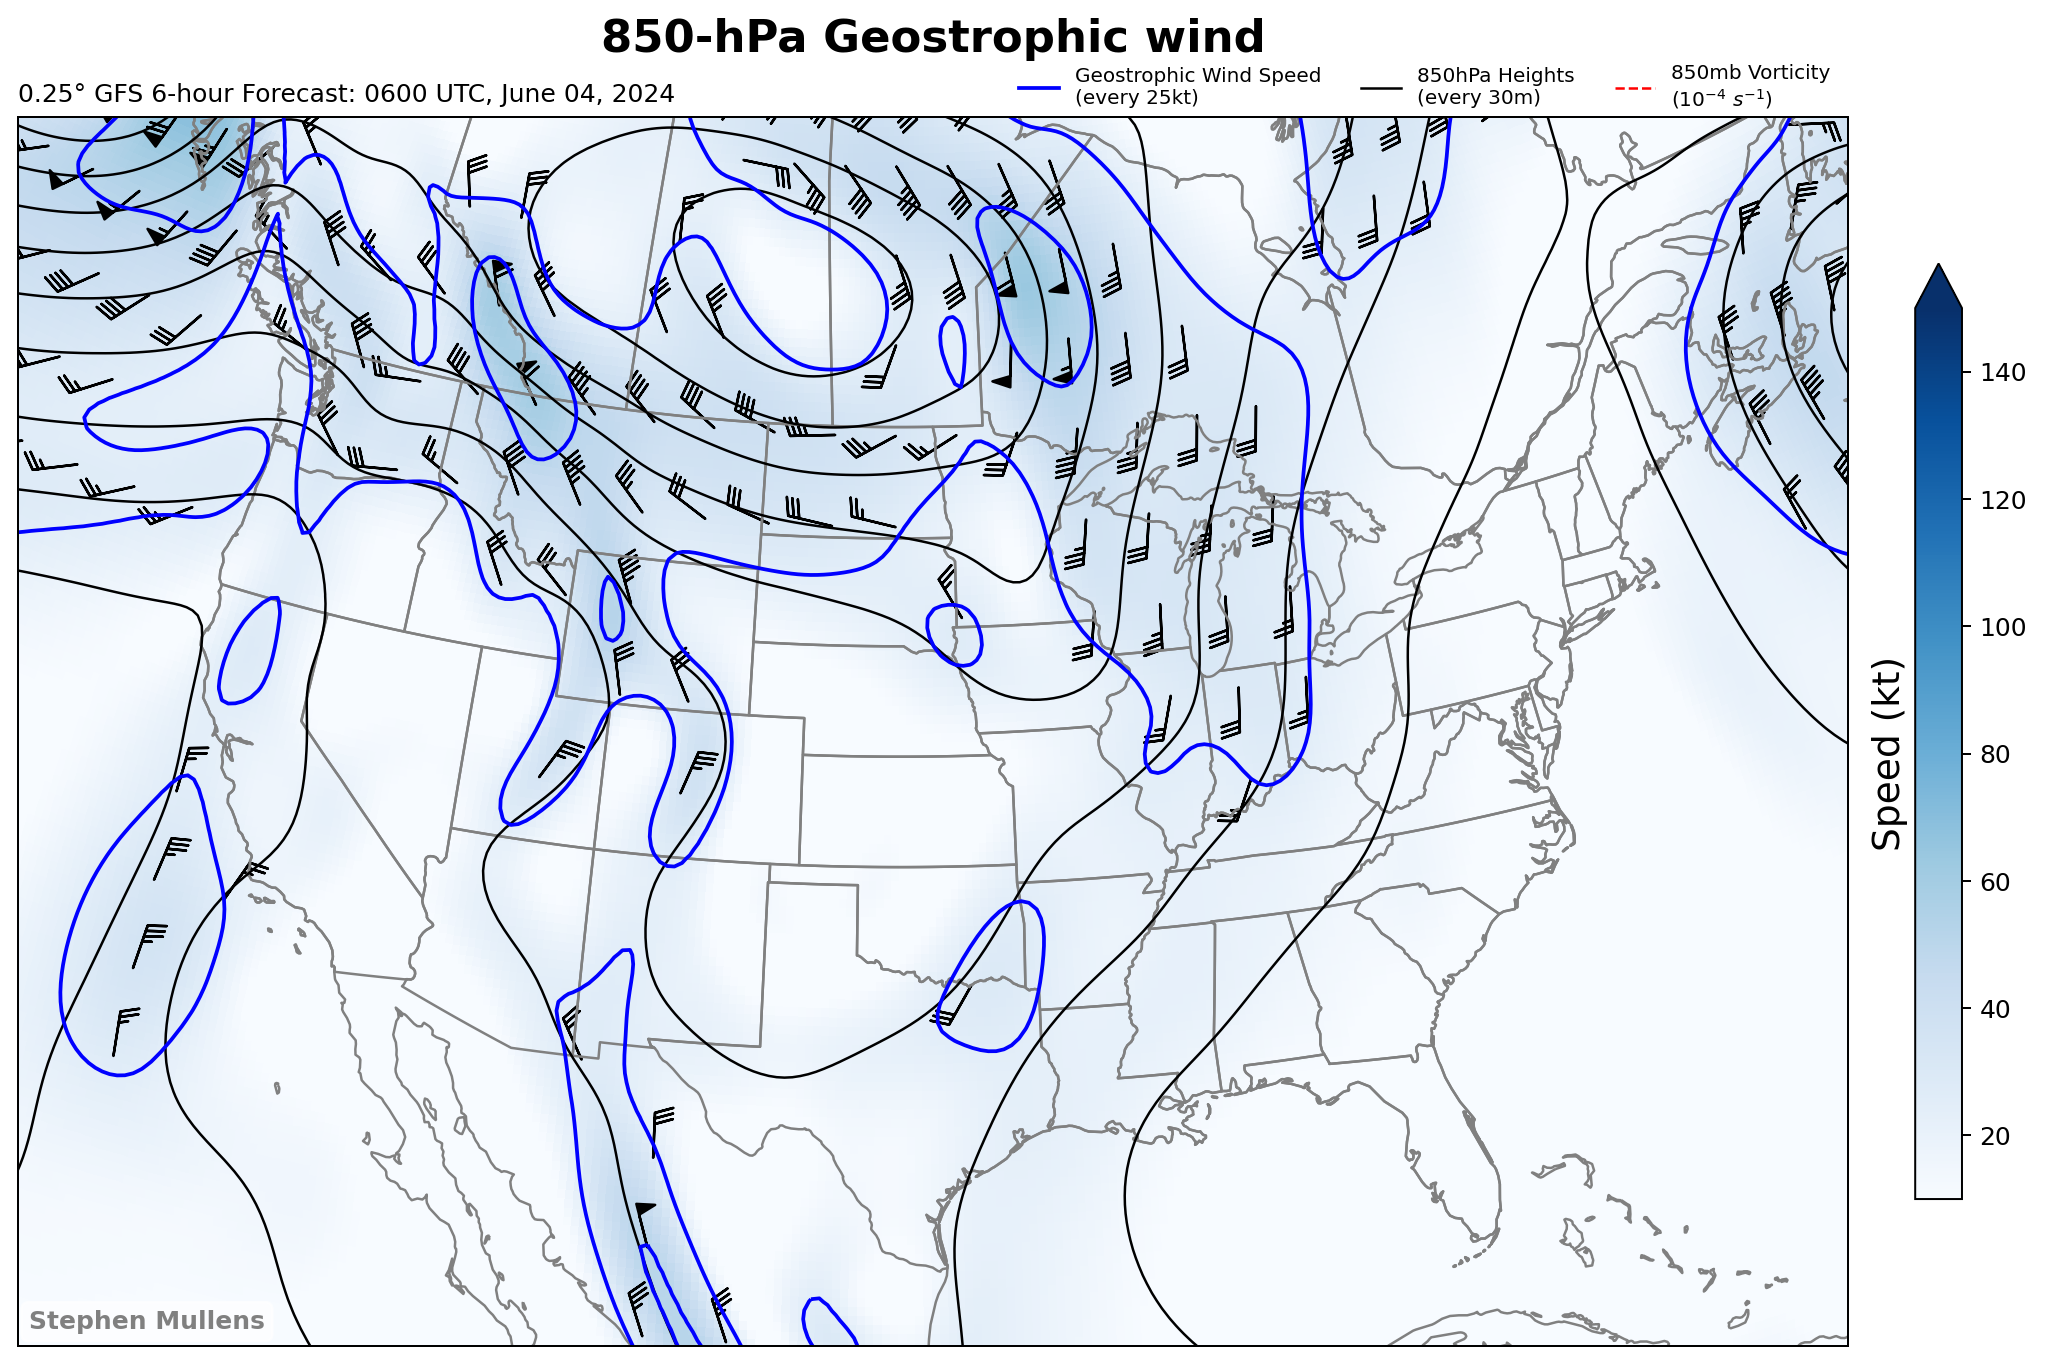 850-hPa Geostrophic wind
0.25° GFS 6-hour Forecast: 0600 UTC, June 04, 2024
Geostrophic Wind Speed
(every 25kt)
850hPa Heights
(every 30m)
850mb Vorticity
(10⁻⁴ s⁻¹)
140
120
100
80
60
40
20
Speed (kt)
Stephen Mullens